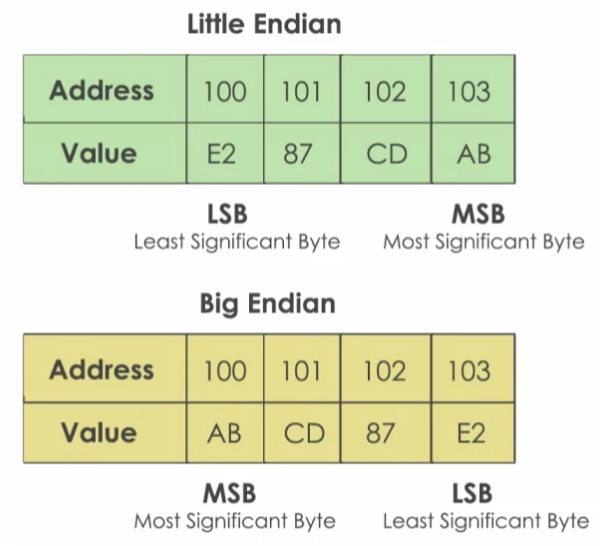 Little Endian
Address 100 101 102 103
Value E2 87 CD AB
LSB MSB
Least Significant Byte Most Significant Byte
Big Endian
Address 100 101 102 103
Value AB CD 87 E2
MSB LSB
Most Significant Byte Least Significant Byte